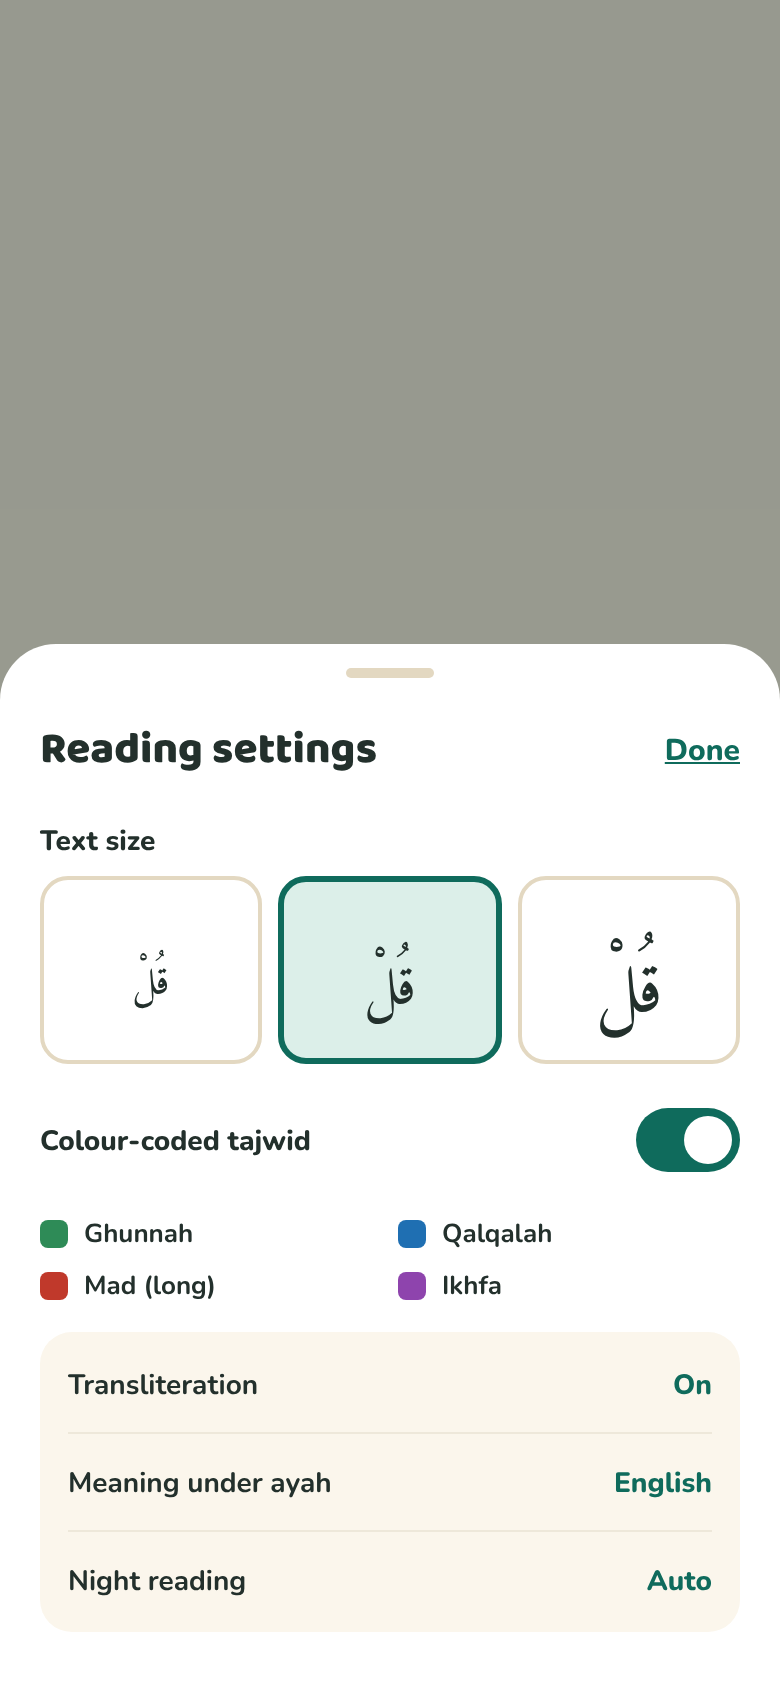 Reading settings
Done
Text size
قُلْ
قُلْ
قُلْ
Colour-coded tajwid
Ghunnah
Qalqalah
Mad (long)
Ikhfa
Transliteration
On
Meaning under ayah
English
Night reading
Auto